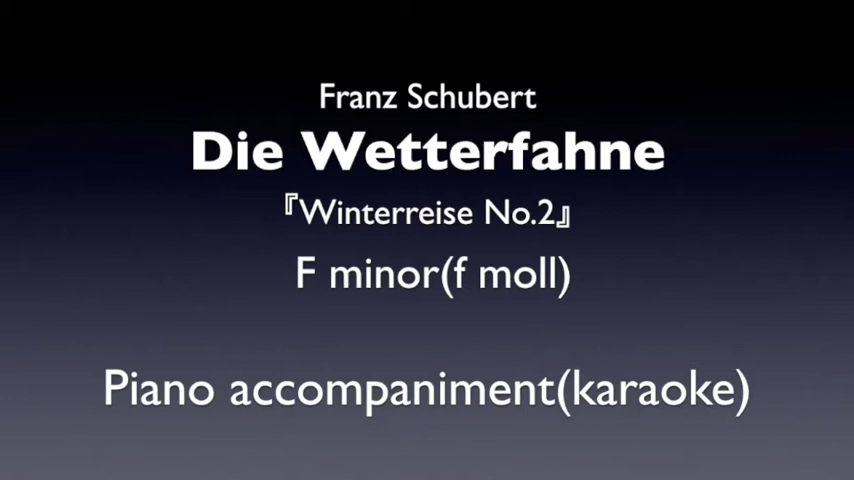 Franz Schubert
Die Wetterfahne
『Winterreise No.2』
F minor(f moll)
Piano accompaniment(karaoke)